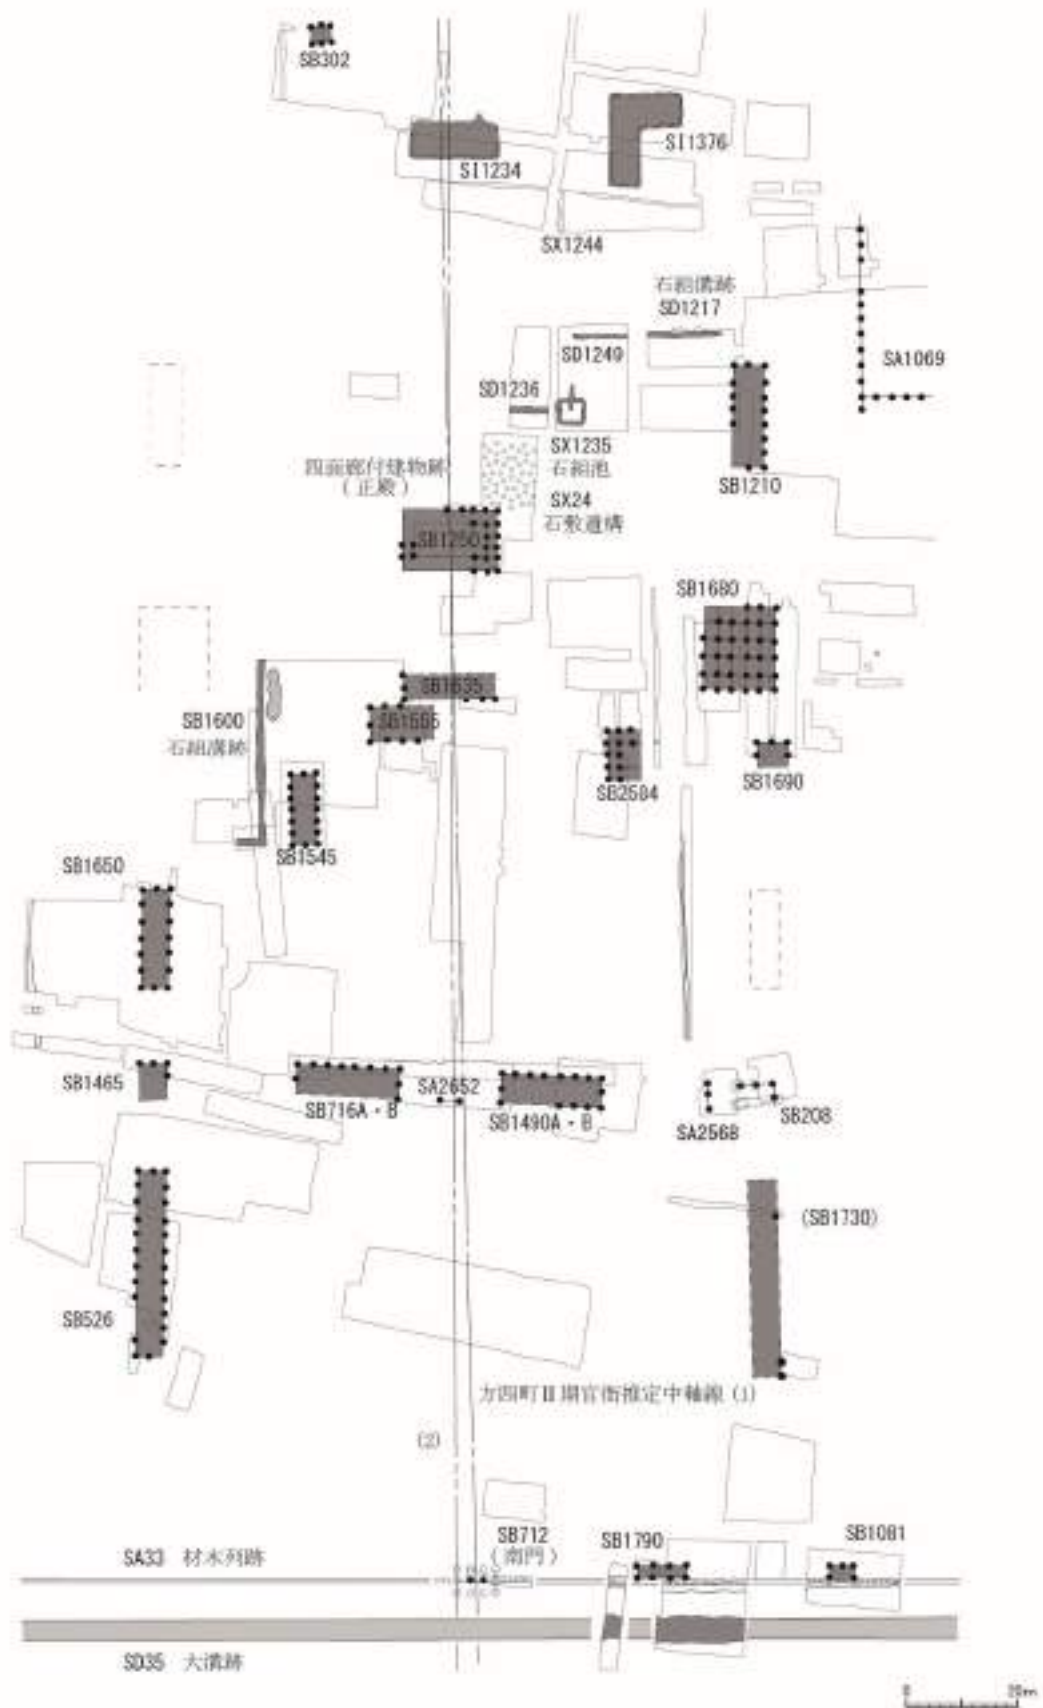 SB302
SI1234
SI1376
SX1244
石組溝跡
SD1217
SD1249
SA1069
SD1236
SX1235
石組池
SB1210
四面廂付建物跡
(正殿)
SX24
石敷遺構
SB1250
SB1680
SB1635
SB1600
石組溝跡
SB1565
SB1690
SB2584
SB1545
SB1650
SB1465
SB716A・B
SA2652
SB1490A・B
SA2568
SB208
(SB1730)
SB526
方四町Ⅱ期官衙推定中軸線(1)
(2)
SB712
(南門)
SB1790
SB1081
SA33 材木列跡
SD35 大溝跡
0
20m